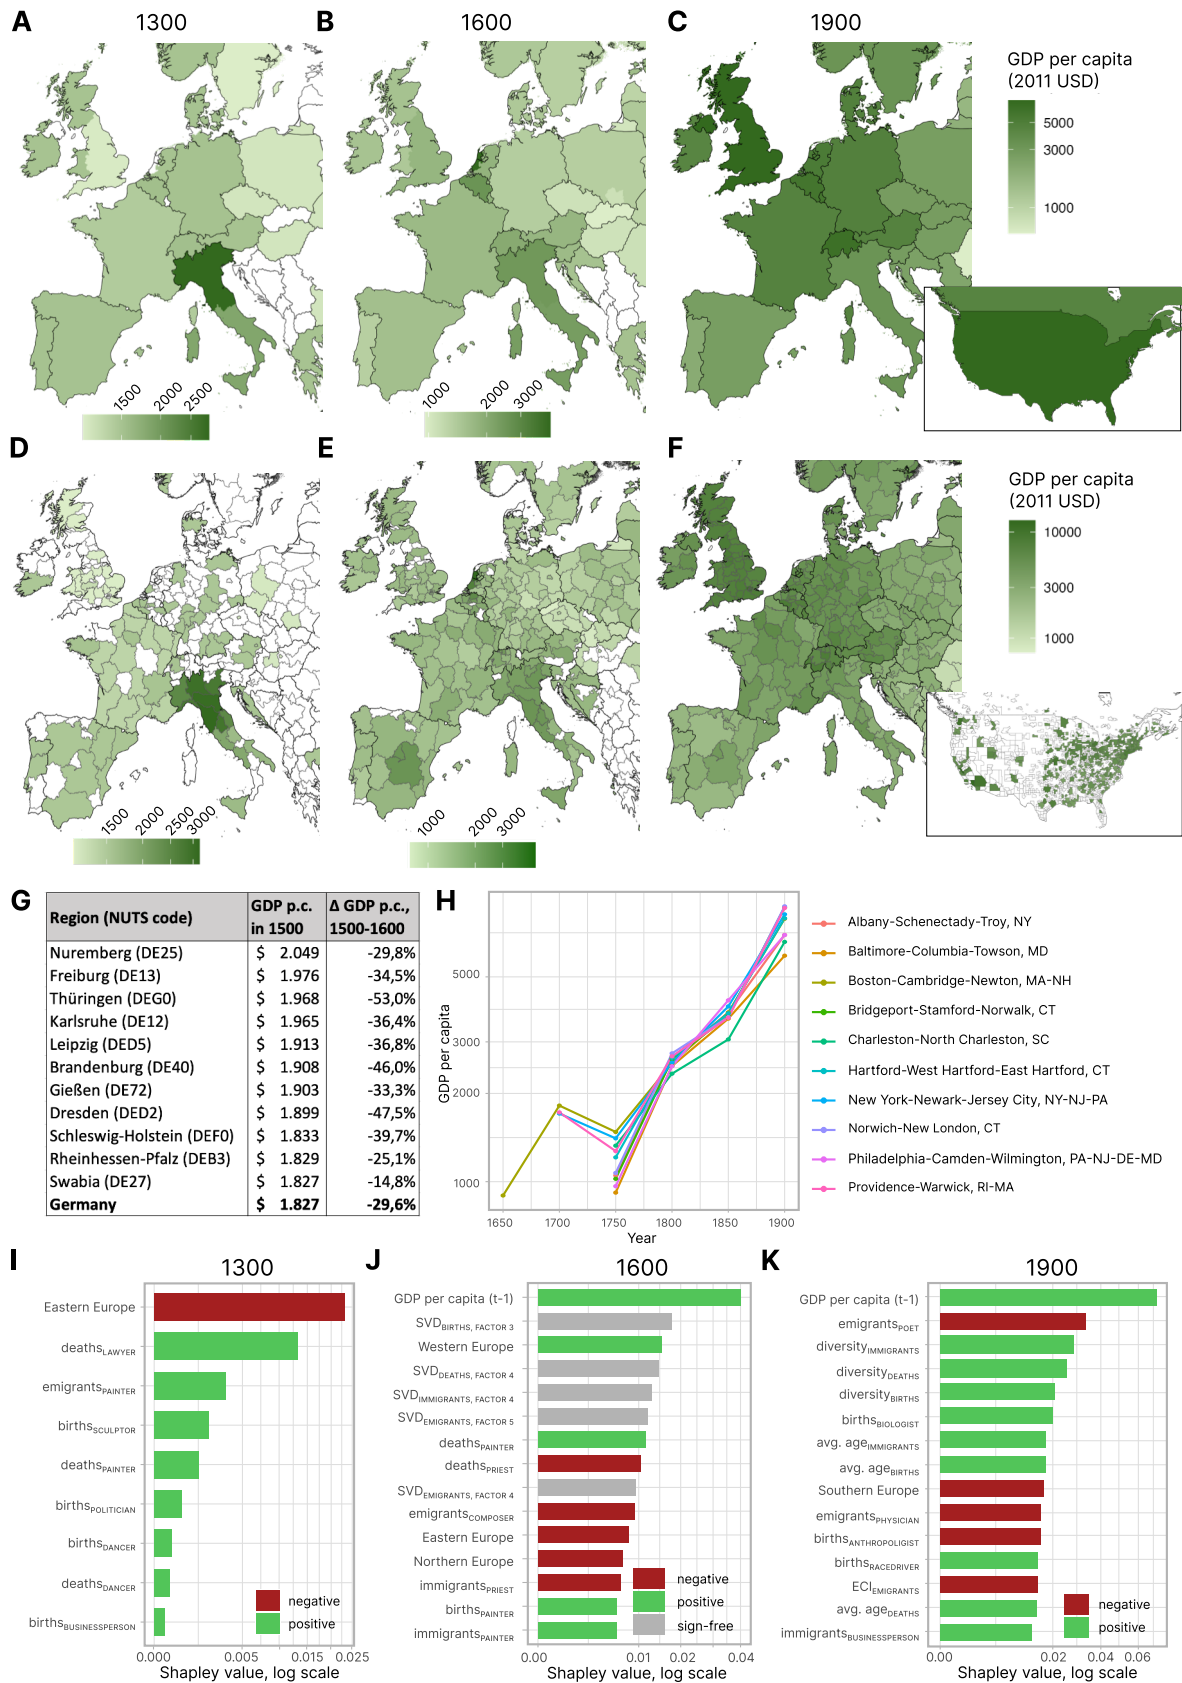 A 1300 B 1600 C 1900
GDP per capita
(2011 USD)
5000
3000
1000
1500 2000 2500
1000 2000 3000
D E F
GDP per capita
(2011 USD)
10000
3000
1000
1500 2000 2500 3000
1000 2000 3000
G
Region (NUTS code) GDP p.c. in 1500 Δ GDP p.c., 1500-1600
Nuremberg (DE25) $ 2.049 -29,8%
Freiburg (DE13) $ 1.976 -34,5%
Thüringen (DEG0) $ 1.968 -53,0%
Karlsruhe (DE12) $ 1.965 -36,4%
Leipzig (DED5) $ 1.913 -36,8%
Brandenburg (DE40) $ 1.908 -46,0%
Gießen (DE72) $ 1.903 -33,3%
Dresden (DED2) $ 1.899 -47,5%
Schleswig-Holstein (DEF0) $ 1.833 -39,7%
Rheinhessen-Pfalz (DEB3) $ 1.829 -25,1%
Swabia (DE27) $ 1.827 -14,8%
Germany $ 1.827 -29,6%
H
GDP per capita
5000
3000
2000
1000
1650 1700 1750 1800 1850 1900
Year
Albany-Schenectady-Troy, NY
Baltimore-Columbia-Towson, MD
Boston-Cambridge-Newton, MA-NH
Bridgeport-Stamford-Norwalk, CT
Charleston-North Charleston, SC
Hartford-West Hartford-East Hartford, CT
New York-Newark-Jersey City, NY-NJ-PA
Norwich-New London, CT
Philadelphia-Camden-Wilmington, PA-NJ-DE-MD
Providence-Warwick, RI-MA
I 1300
Eastern Europe
deathsLAWYER
emigrantsPAINTER
birthsSCULPTOR
deathsPAINTER
birthsPOLITICIAN
birthsDANCER
deathsDANCER
birthsBUSINESSPERSON
negative
positive
0.000 0.005 0.015 0.025
Shapley value, log scale
J 1600
GDP per capita (t-1)
SVDBIRTHS, FACTOR 3
Western Europe
SVDDEATHS, FACTOR 4
SVDIMMIGRANTS, FACTOR 4
SVDEMIGRANTS, FACTOR 5
deathsPAINTER
deathsPRIEST
SVDEMIGRANTS, FACTOR 4
emigrantsCOMPOSER
Eastern Europe
Northern Europe
immigrantsPRIEST
birthsPAINTER
immigrantsPAINTER
negative
positive
sign-free
0.00 0.01 0.02 0.04
Shapley value, log scale
K 1900
GDP per capita (t-1)
emigrantsPOET
diversityIMMIGRANTS
diversityDEATHS
diversityBIRTHS
birthsBIOLOGIST
avg. ageIMMIGRANTS
avg. ageBIRTHS
Southern Europe
emigrantsPHYSICIAN
birthsANTHROPOLIGIST
birthsRACEDRIVER
ECIEMIGRANTS
avg. ageDEATHS
immigrantsBUSINESSPERSON
negative
positive
0.00 0.02 0.04 0.06
Shapley value, log scale